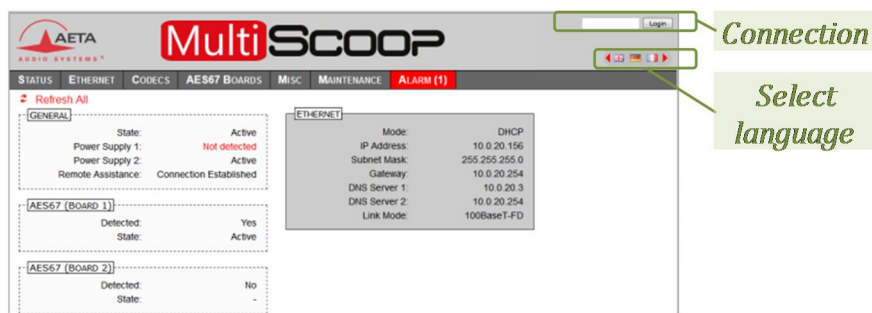 AETA
AUDIO SYSTEMS
MultiScoop
Login
Connection
Select
language
STATUS ETHERNET CODECS AES67 BOARDS MISC MAINTENANCE ALARM (1)
Refresh All
GENERAL
State: Active
Power Supply 1: Not detected
Power Supply 2: Active
Remote Assistance: Connection Established
ETHERNET
Mode: DHCP
IP Address: 10.0.20.156
Subnet Mask: 255.255.255.0
Gateway: 10.0.20.254
DNS Server 1: 10.0.20.3
DNS Server 2: 10.0.20.254
Link Mode: 100BaseT-FD
AES67 (BOARD 1)
Detected: Yes
State: Active
AES67 (BOARD 2)
Detected: No
State: -